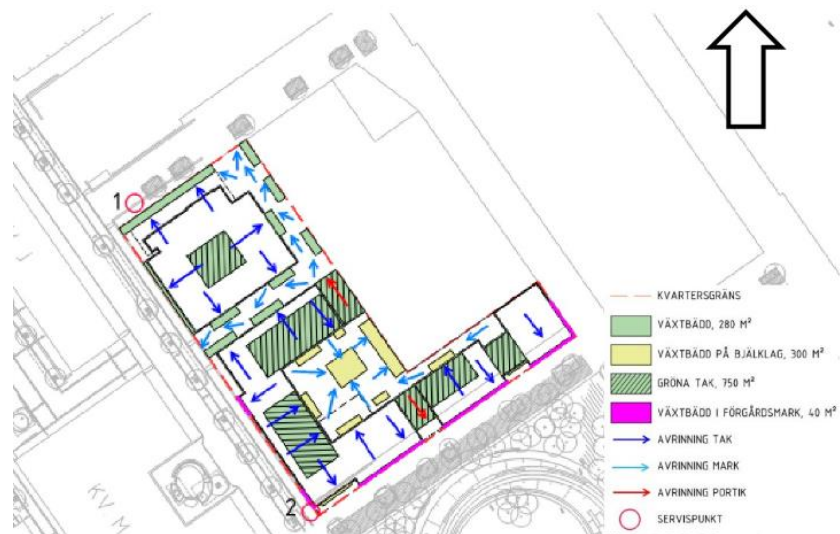 1
KVARTERSGRÄNS
VÄXTBÄDD, 280 M²
VÄXTBÄDD PÅ BJÄLKLAG, 300 M²
GRÖNA TAK, 750 M²
VÄXTBÄDD I FÖRGÅRDSMARK, 40 M²
AVRINNING TAK
AVRINNING MARK
AVRINNING PORTIK
SERVISPUNKT
KV M
2